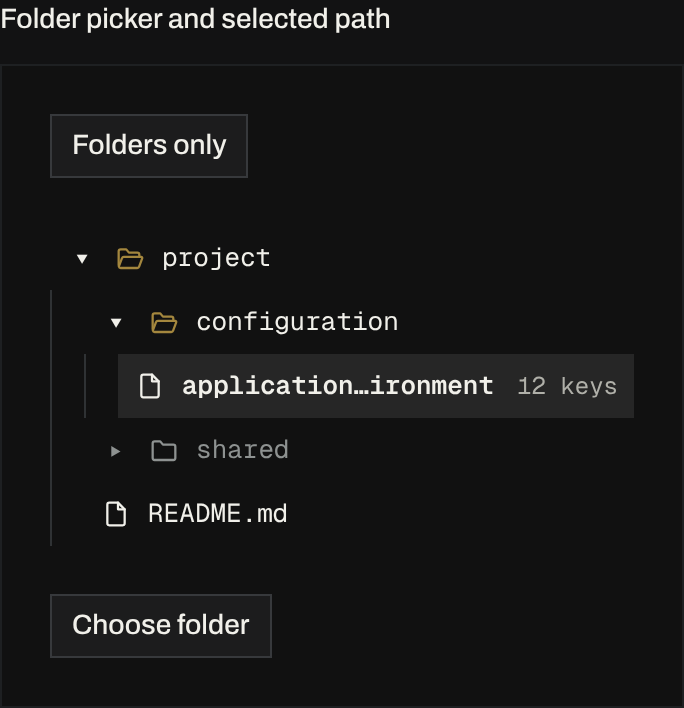 Folder picker and selected path
Folders only
project
configuration
application…ironment 12 keys
shared
README.md
Choose folder